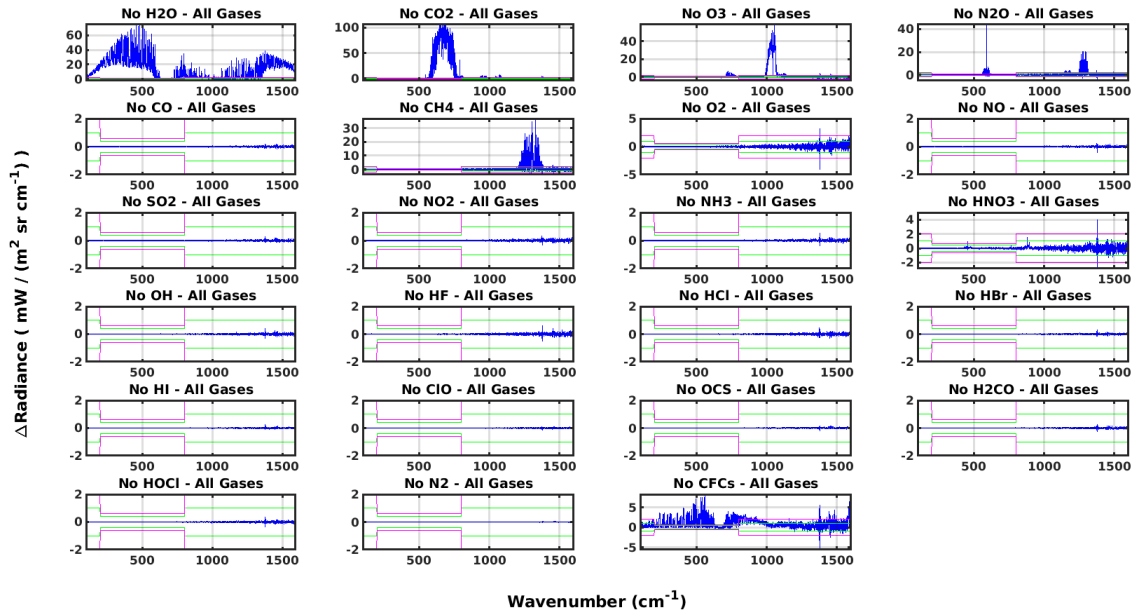 No H2O - All Gases
No CO2 - All Gases
No O3 - All Gases
No N2O - All Gases
60
40
20
0
500 1000 1500
100
50
0
500 1000 1500
40
20
0
500 1000 1500
40
20
0
500 1000 1500
No CO - All Gases
No CH4 - All Gases
No O2 - All Gases
No NO - All Gases
2
0
-2
500 1000 1500
30
20
10
0
500 1000 1500
5
0
-5
500 1000 1500
2
0
-2
500 1000 1500
No SO2 - All Gases
No NO2 - All Gases
No NH3 - All Gases
No HNO3 - All Gases
2
0
-2
500 1000 1500
2
0
-2
500 1000 1500
2
0
-2
500 1000 1500
4
2
0
-2
500 1000 1500
No OH - All Gases
No HF - All Gases
No HCl - All Gases
No HBr - All Gases
2
0
-2
500 1000 1500
2
0
-2
500 1000 1500
2
0
-2
500 1000 1500
2
0
-2
500 1000 1500
No HI - All Gases
No ClO - All Gases
No OCS - All Gases
No H2CO - All Gases
2
0
-2
500 1000 1500
2
0
-2
500 1000 1500
2
0
-2
500 1000 1500
2
0
-2
500 1000 1500
No HOCl - All Gases
No N2 - All Gases
No CFCs - All Gases
2
0
-2
500 1000 1500
2
0
-2
500 1000 1500
5
0
-5
500 1000 1500
△Radiance ( mW / (m² sr cm⁻¹) )
Wavenumber (cm⁻¹)